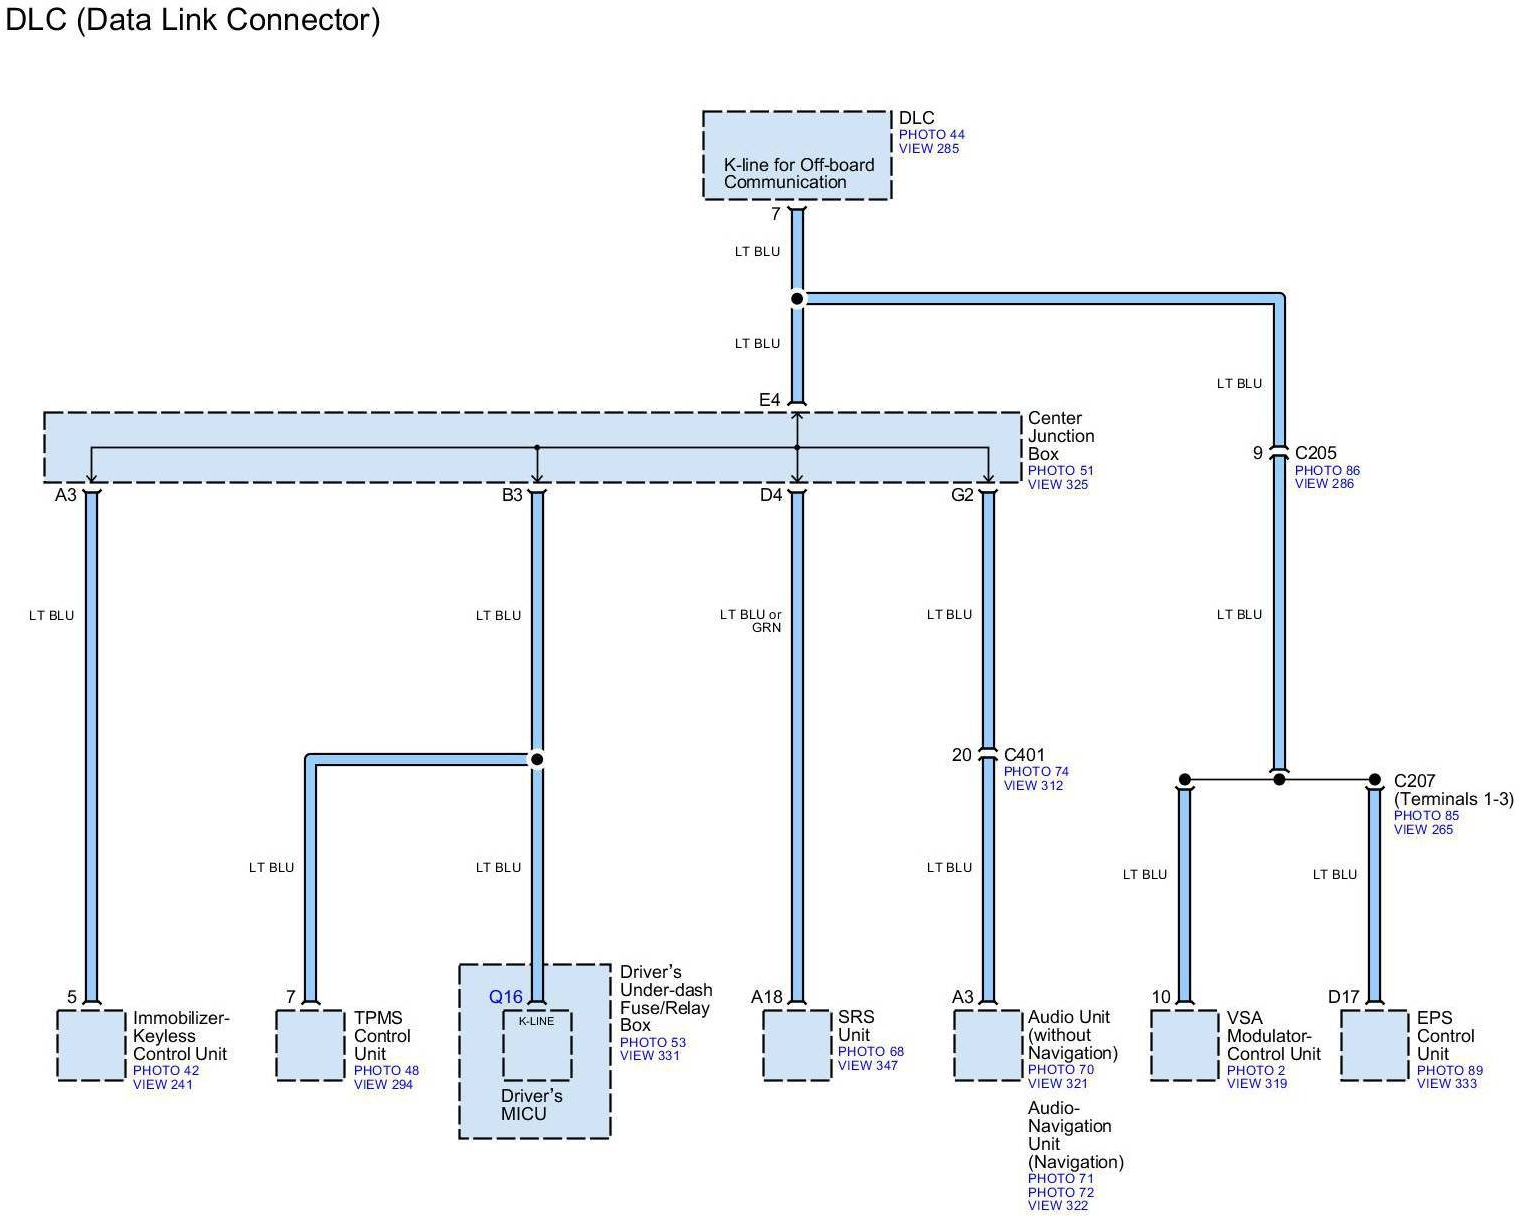 DLC (Data Link Connector)
DLC
PHOTO 44
VIEW 285
K-line for Off-board
Communication
7
LT BLU
LT BLU
LT BLU
E4
Center
Junction
Box
PHOTO 51
VIEW 325
9
C205
PHOTO 86
VIEW 286
A3
B3
D4
G2
LT BLU
LT BLU
LT BLU or
GRN
LT BLU
LT BLU
20
C401
PHOTO 74
VIEW 312
C207
(Terminals 1-3)
PHOTO 85
VIEW 265
LT BLU
LT BLU
LT BLU
LT BLU
LT BLU
5
Immobilizer-
Keyless
Control Unit
PHOTO 42
VIEW 241
7
TPMS
Control
Unit
PHOTO 48
VIEW 294
Q16
K-LINE
Driver's
MICU
Driver's
Under-dash
Fuse/Relay
Box
PHOTO 53
VIEW 331
A18
SRS
Unit
PHOTO 68
VIEW 347
A3
Audio Unit
(without
Navigation)
PHOTO 70
VIEW 321
Audio-
Navigation
Unit
(Navigation)
PHOTO 71
PHOTO 72
VIEW 322
10
VSA
Modulator-
Control Unit
PHOTO 2
VIEW 319
D17
EPS
Control
Unit
PHOTO 89
VIEW 333